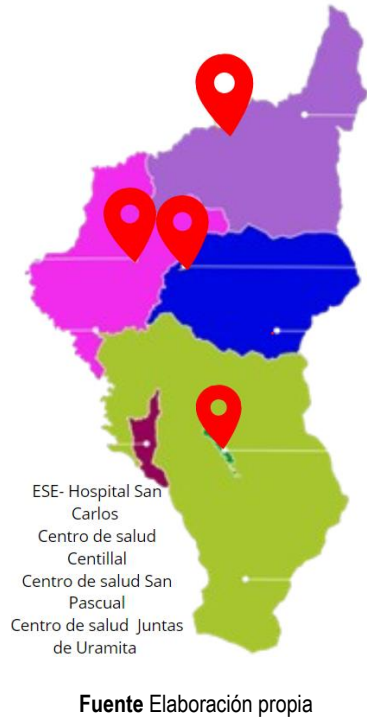 ESE- Hospital San
Carlos
Centro de salud
Centillal
Centro de salud San
Pascual
Centro de salud Juntas
de Uramita
Fuente Elaboración propia